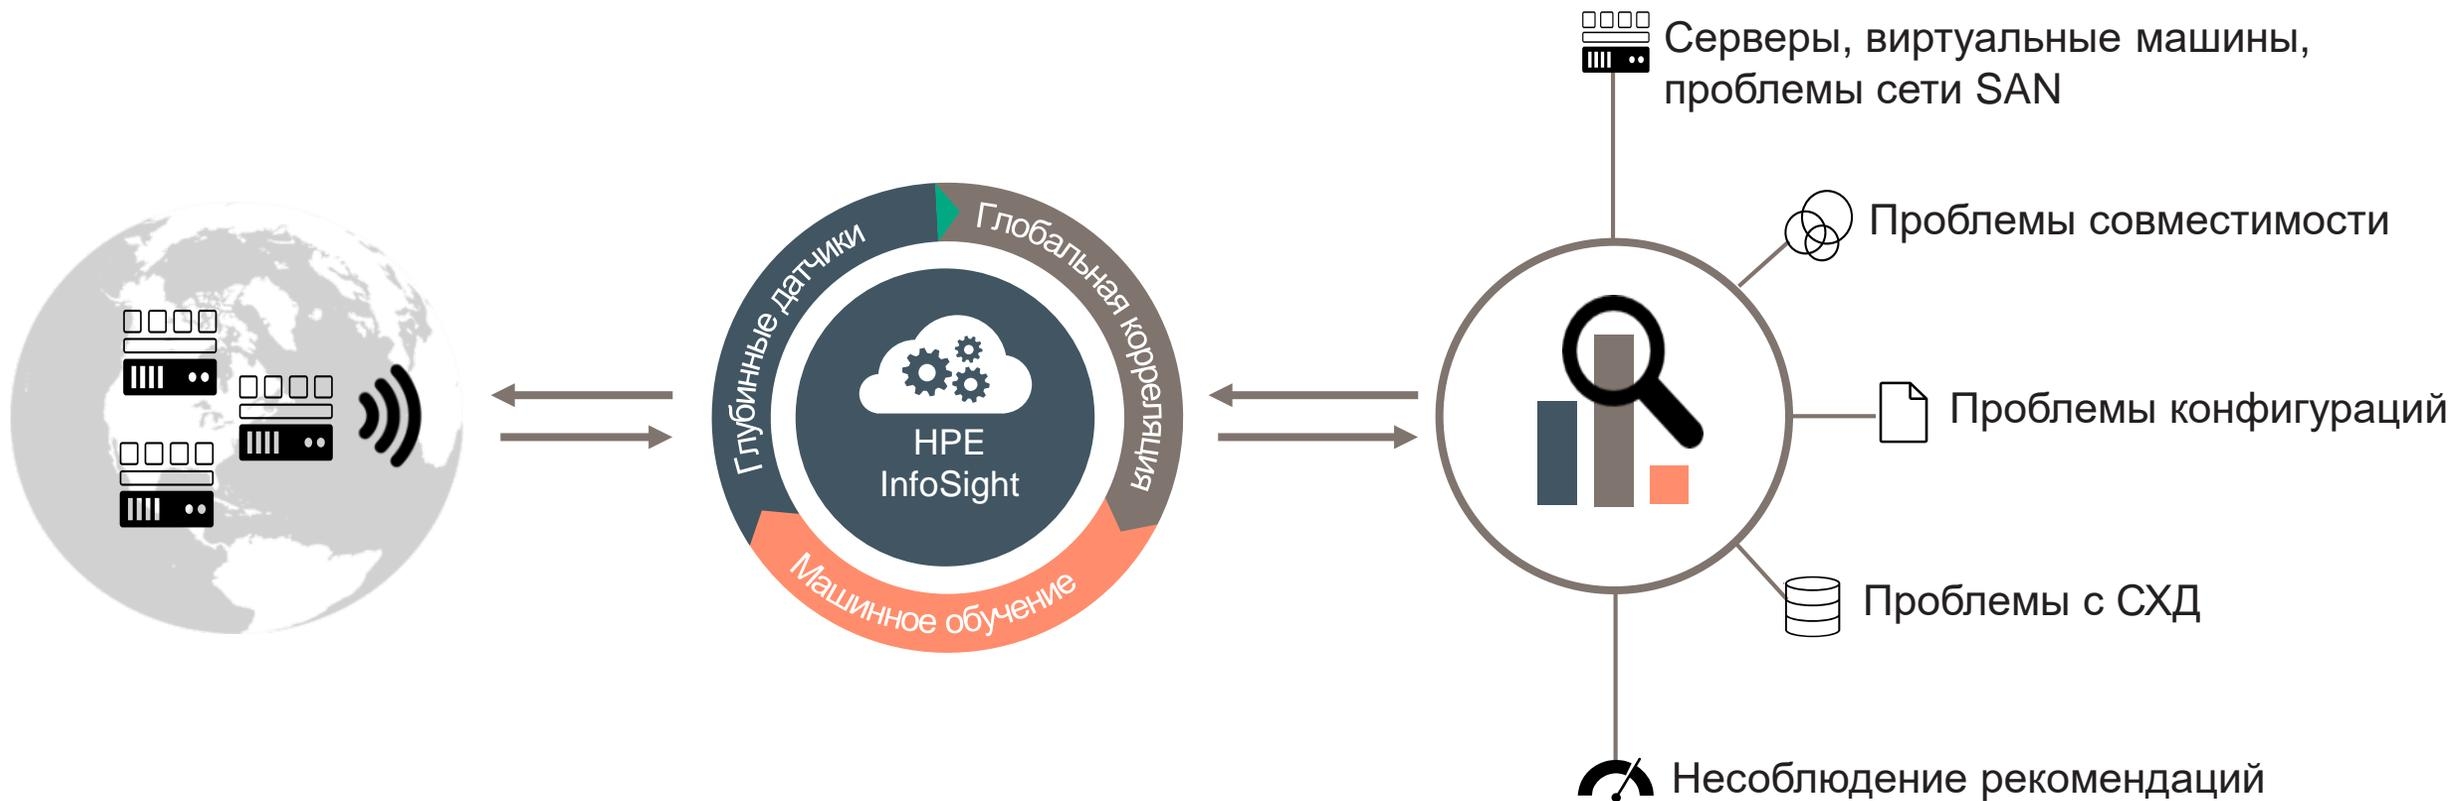 Серверы, виртуальные машины,
проблемы сети SAN
Проблемы совместимости
Глубинные датчики
Глобальная корреляция
Машинное обучение
HPE
InfoSight
Проблемы конфигураций
Проблемы с СХД
Несоблюдение рекомендаций